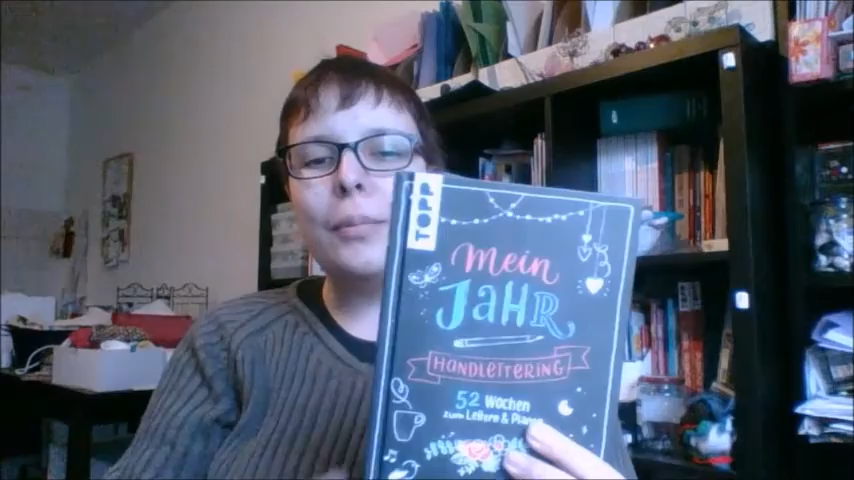 TOPP
Mein
JAHR
HANDLETTERING
52 Wochen
zum Lettern & Planen